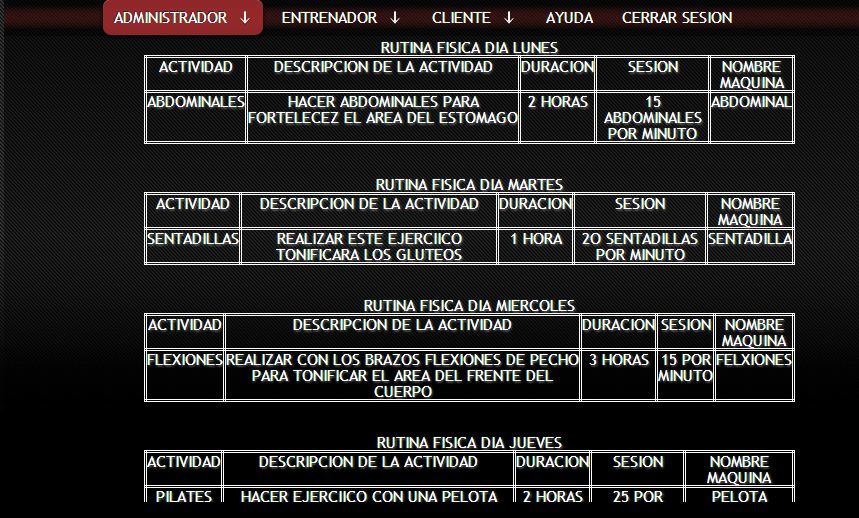 ADMINISTRADOR ↓ ENTRENADOR ↓ CLIENTE ↓ AYUDA CERRAR SESION
RUTINA FISICA DIA LUNES
ACTIVIDAD DESCRIPCION DE LA ACTIVIDAD DURACION SESION NOMBRE
MAQUINA
ABDOMINALES HACER ABDOMINALES PARA 2 HORAS 15 ABDOMINAL
FORTELECEZ EL AREA DEL ESTOMAGO ABDOMINALES
POR MINUTO
RUTINA FISICA DIA MARTES
ACTIVIDAD DESCRIPCION DE LA ACTIVIDAD DURACION SESION NOMBRE
MAQUINA
SENTADILLAS REALIZAR ESTE EJERCIICO 1 HORA 2O SENTADILLAS SENTADILLA
TONIFICARA LOS GLUTEOS POR MINUTO
RUTINA FISICA DIA MIERCOLES
ACTIVIDAD DESCRIPCION DE LA ACTIVIDAD DURACION SESION NOMBRE
MAQUINA
FLEXIONES REALIZAR CON LOS BRAZOS FLEXIONES DE PECHO 3 HORAS 15 POR FELXIONES
PARA TONIFICAR EL AREA DEL FRENTE DEL MINUTO
CUERPO
RUTINA FISICA DIA JUEVES
ACTIVIDAD DESCRIPCION DE LA ACTIVIDAD DURACION SESION NOMBRE
MAQUINA
PILATES HACER EJERCIICO CON UNA PELOTA 2 HORAS 25 POR PELOTA